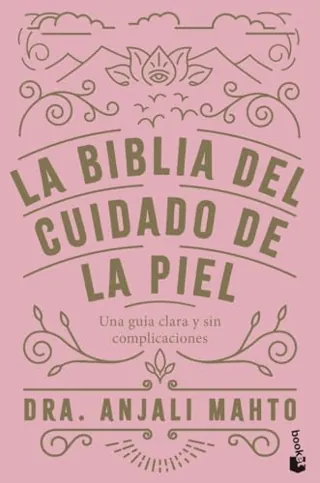 LA BIBLIA DEL
CUIDADO DE
LA PIEL
Una guía clara y sin
complicaciones
DRA. ANJALI MAHTO
booket